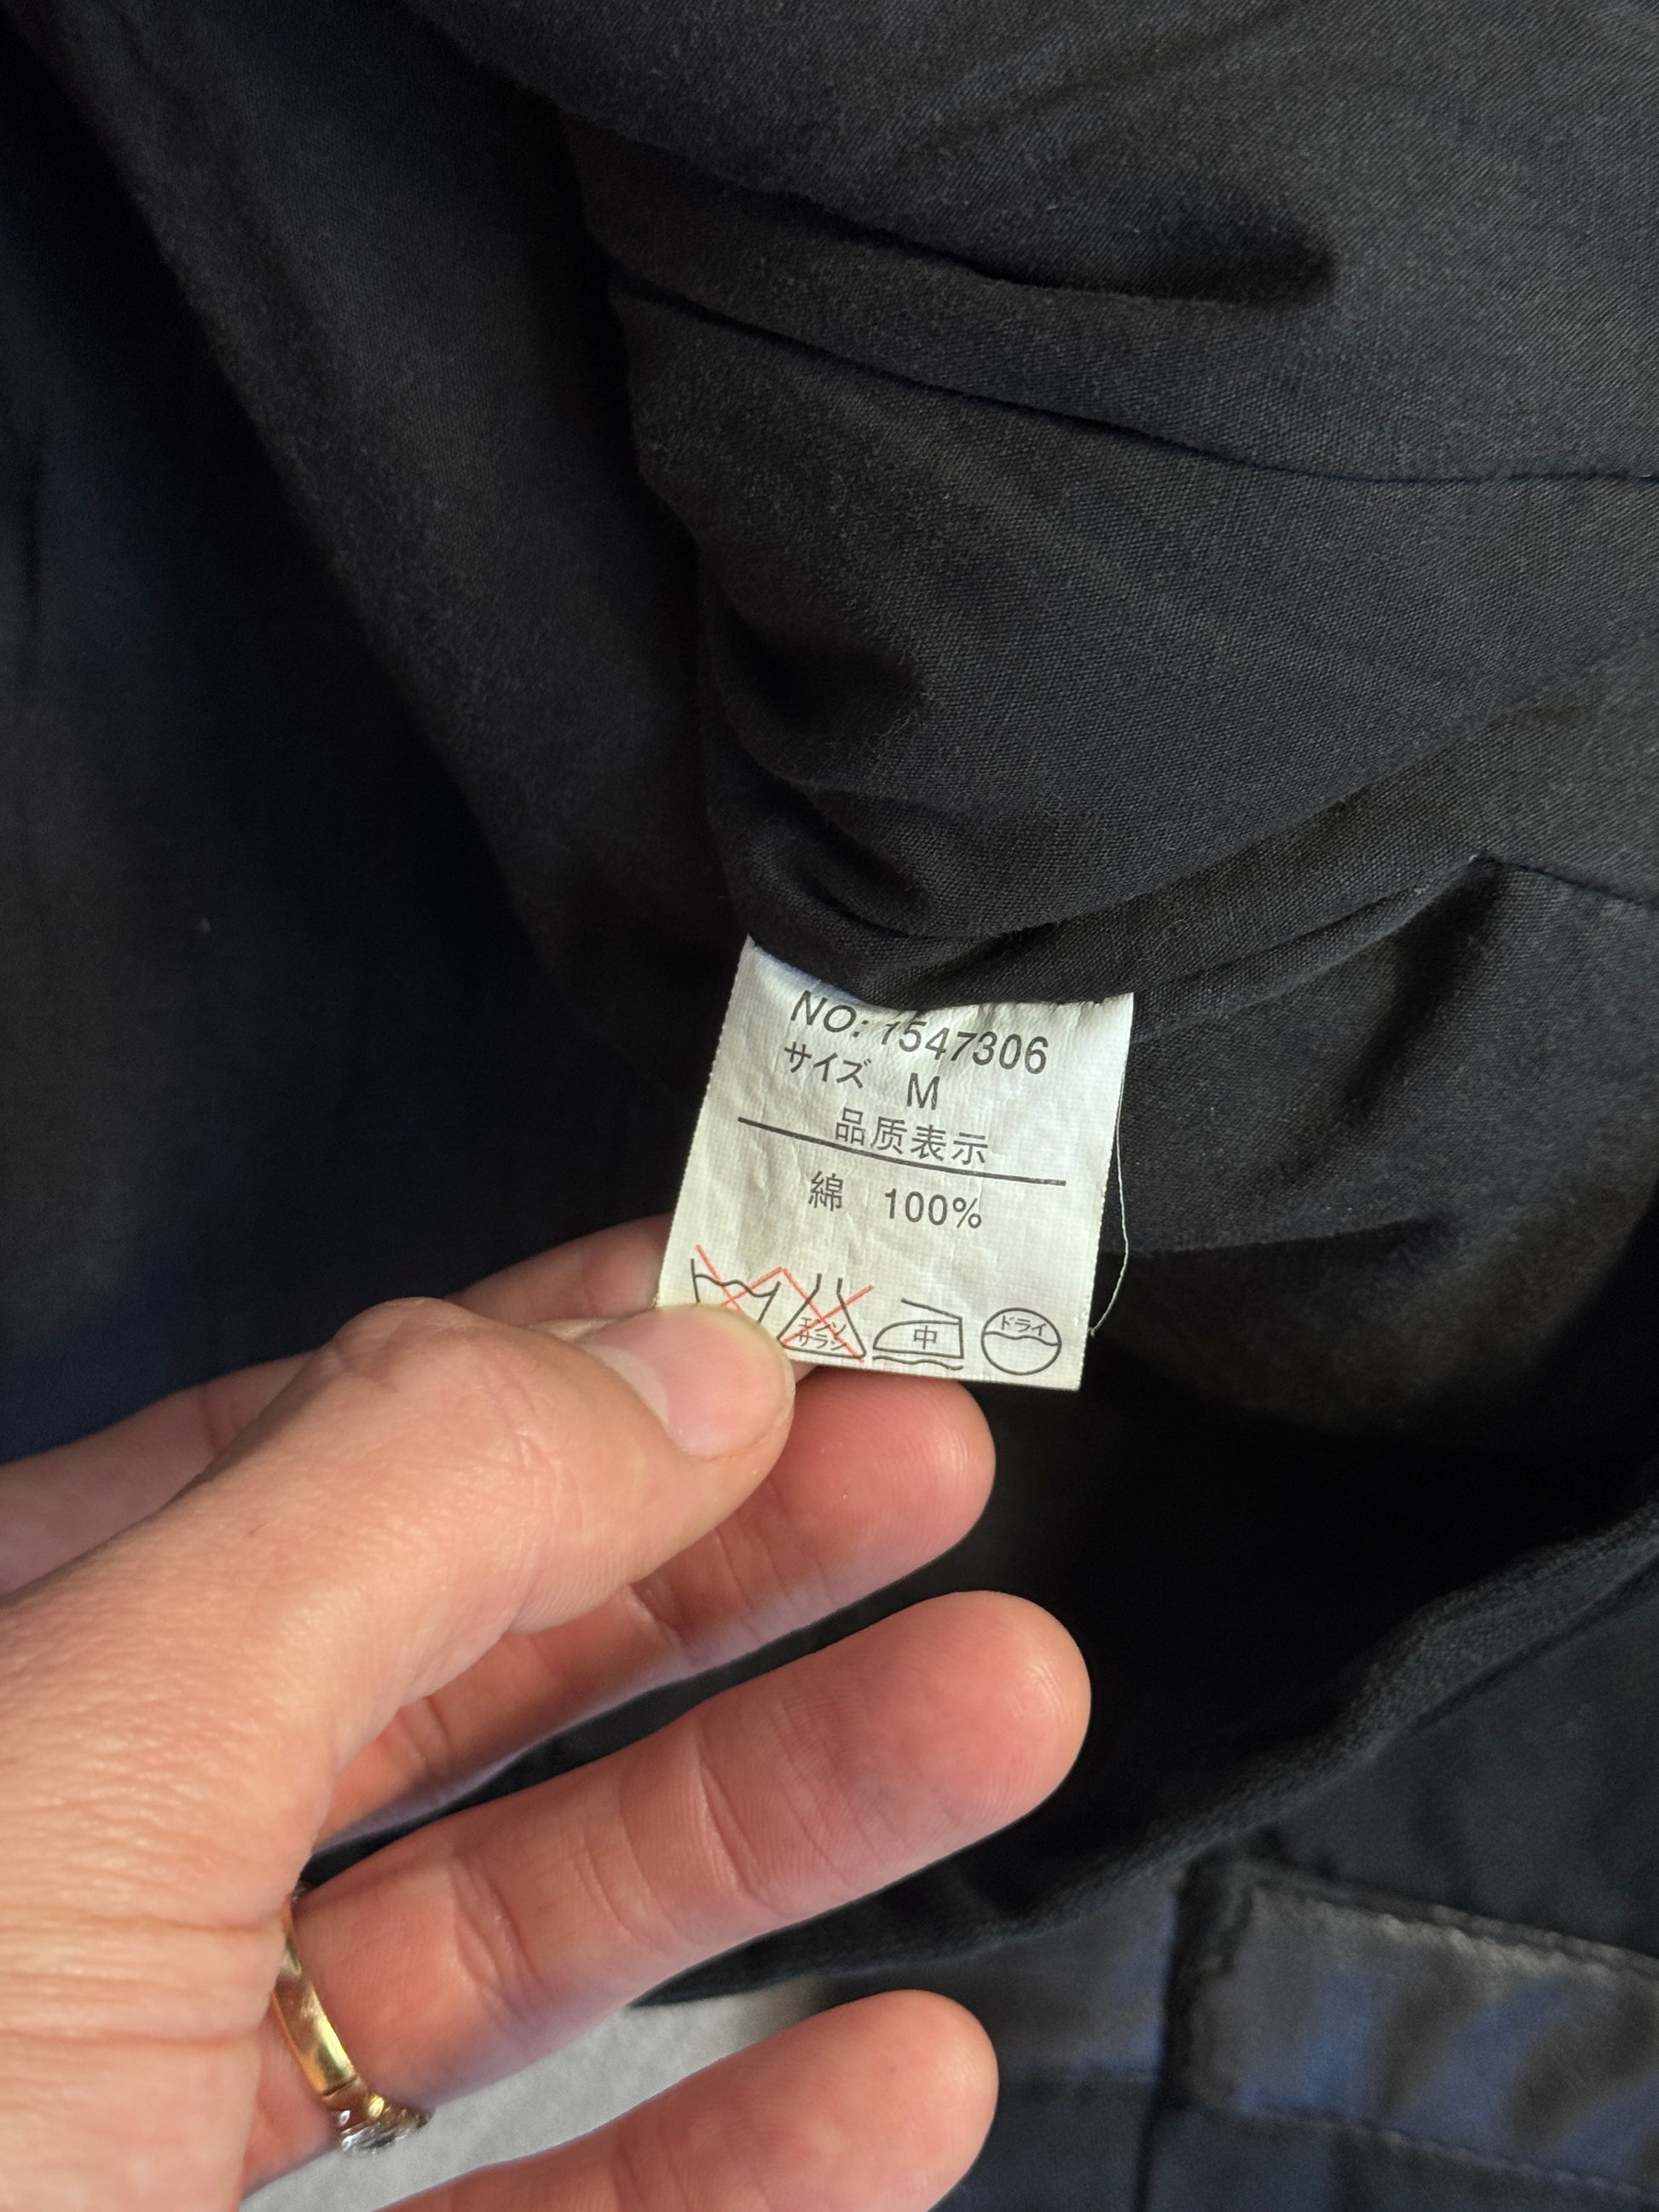 NO: 1547306
サイズ M
品质表示
綿 100%
エンソ
サラシ
中
ドライ